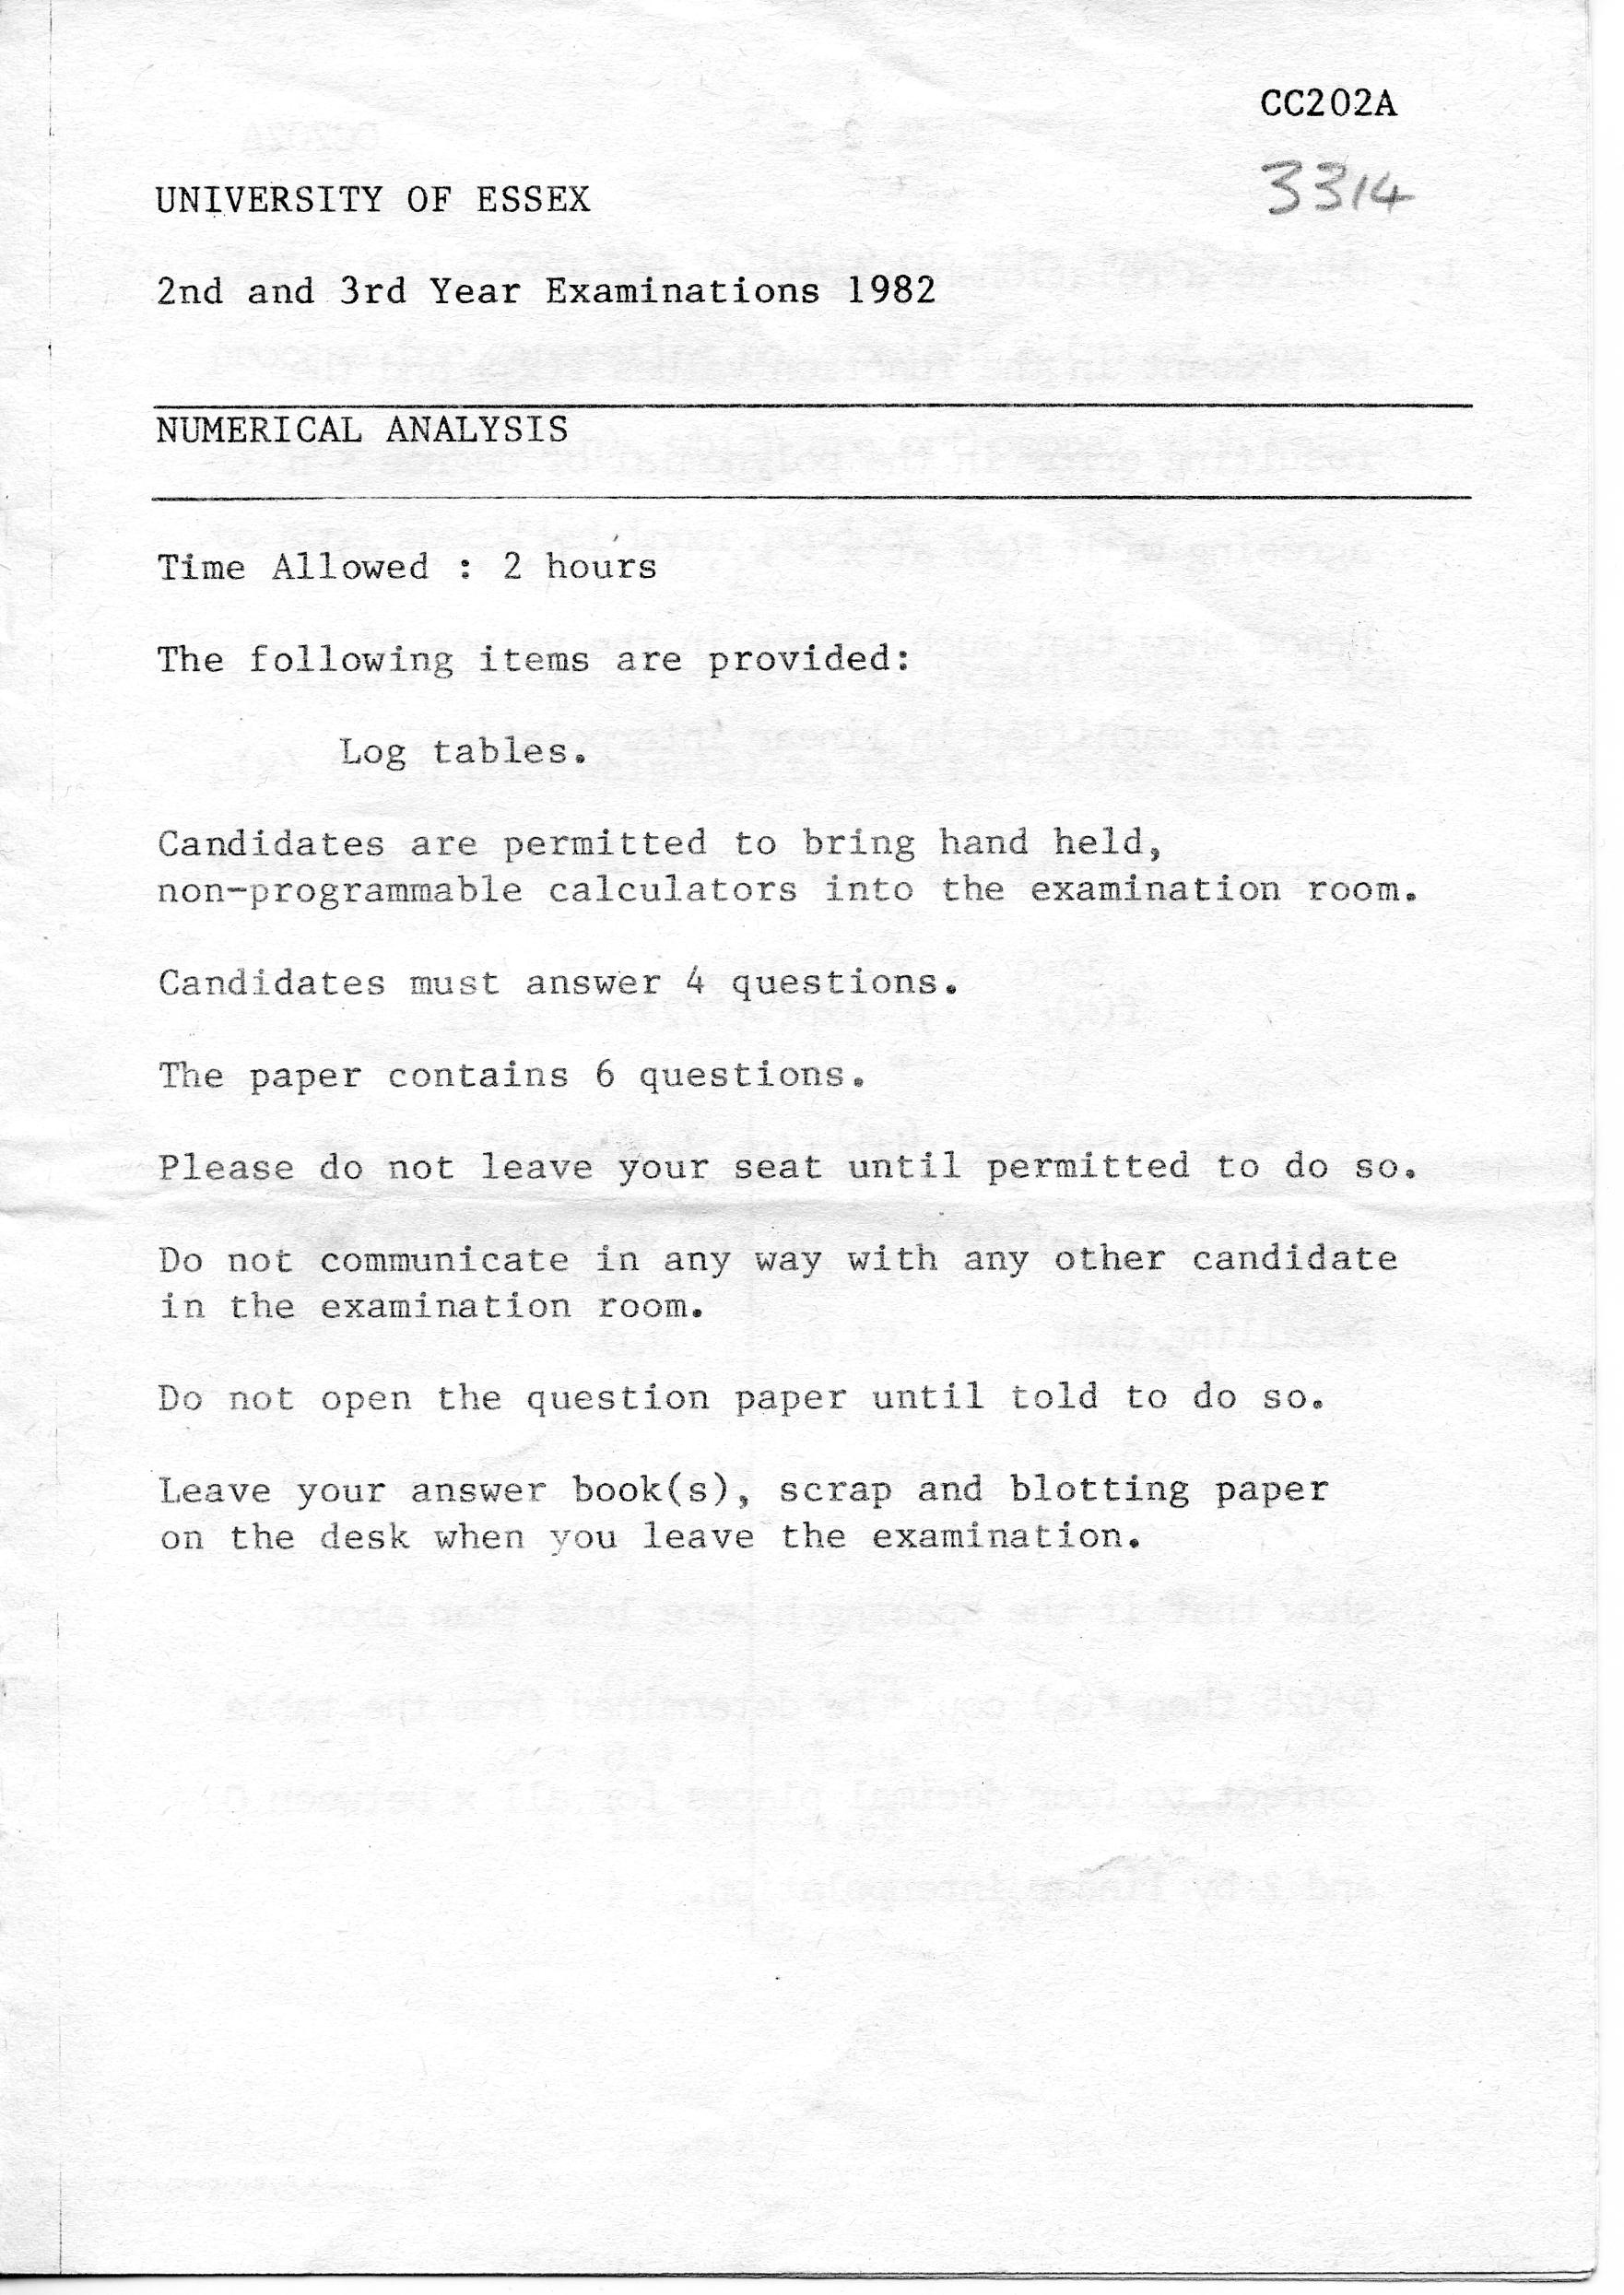 CC202A
3314
UNIVERSITY OF ESSEX
2nd and 3rd Year Examinations 1982
NUMERICAL ANALYSIS
Time Allowed : 2 hours
The following items are provided:
Log tables.
Candidates are permitted to bring hand held,
non-programmable calculators into the examination room.
Candidates must answer 4 questions.
The paper contains 6 questions.
Please do not leave your seat until permitted to do so.
Do not communicate in any way with any other candidate
in the examination room.
Do not open the question paper until told to do so.
Leave your answer book(s), scrap and blotting paper
on the desk when you leave the examination.